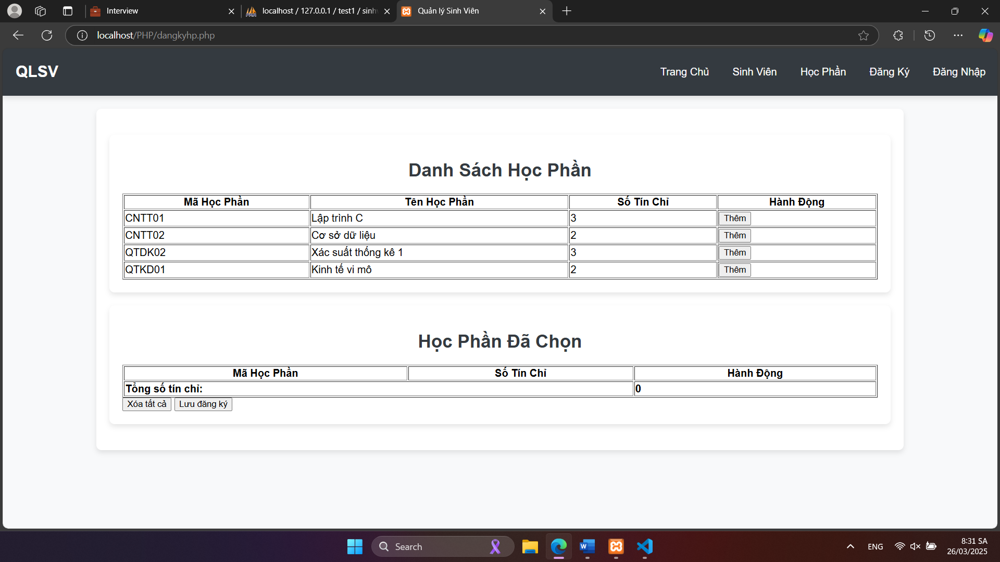 Interview
localhost / 127.0.0.1 / test1 / sinhv
Quản lý Sinh Viên
localhost/PHP/dangkyhp.php
QLSV
Trang Chủ Sinh Viên Học Phần Đăng Ký Đăng Nhập
Danh Sách Học Phần
Mã Học Phần Tên Học Phần Số Tín Chỉ Hành Động
CNTT01 Lập trình C 3 Thêm
CNTT02 Cơ sở dữ liệu 2 Thêm
QTDK02 Xác suất thống kê 1 3 Thêm
QTKD01 Kinh tế vi mô 2 Thêm
Học Phần Đã Chọn
Mã Học Phần Số Tín Chỉ Hành Động
Tổng số tín chỉ: 0
Xóa tất cả Lưu đăng ký
Search
ENG
8:31 SA
26/03/2025